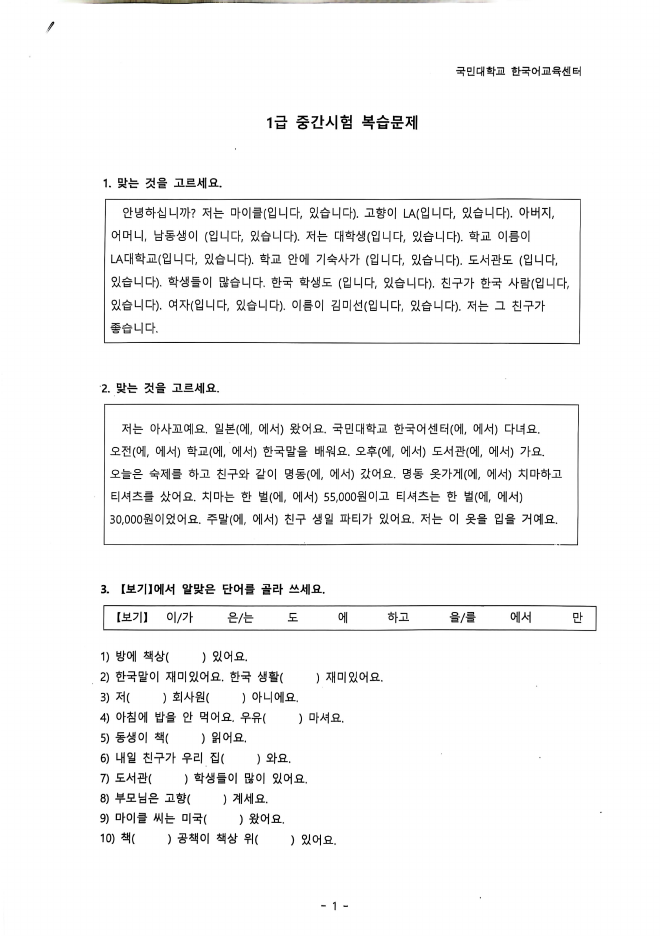 국민대학교 한국어교육센터
1급 중간시험 복습문제
1. 맞는 것을 고르세요.
안녕하십니까? 저는 마이클(입니다, 있습니다). 고향이 LA(입니다, 있습니다). 아버지,
어머니, 남동생이 (입니다, 있습니다). 저는 대학생(입니다, 있습니다). 학교 이름이
LA대학교(입니다, 있습니다). 학교 안에 기숙사가 (입니다, 있습니다). 도서관도 (입니다,
있습니다). 학생들이 많습니다. 한국 학생도 (입니다, 있습니다). 친구가 한국 사람(입니다,
있습니다). 여자(입니다, 있습니다). 이름이 김미선(입니다, 있습니다). 저는 그 친구가
좋습니다.
2. 맞는 것을 고르세요.
저는 아사꼬예요. 일본(에, 에서) 왔어요. 국민대학교 한국어센터(에, 에서) 다녀요.
오전(에, 에서) 학교(에, 에서) 한국말을 배워요. 오후(에, 에서) 도서관(에, 에서) 가요.
오늘은 숙제를 하고 친구와 같이 명동(에, 에서) 갔어요. 명동 옷가게(에, 에서) 치마하고
티셔츠를 샀어요. 치마는 한 벌(에, 에서) 55,000원이고 티셔츠는 한 벌(에, 에서)
30,000원이었어요. 주말(에, 에서) 친구 생일 파티가 있어요. 저는 이 옷을 입을 거예요.
3. 【보기】에서 알맞은 단어를 골라 쓰세요.
【보기】 이/가 은/는 도 에 하고 을/를 에서 만
1) 방에 책상( ) 있어요.
2) 한국말이 재미있어요. 한국 생활( ) 재미있어요.
3) 저( ) 회사원( ) 아니에요.
4) 아침에 밥을 안 먹어요. 우유( ) 마셔요.
5) 동생이 책( ) 읽어요.
6) 내일 친구가 우리 집( ) 와요.
7) 도서관( ) 학생들이 많이 있어요.
8) 부모님은 고향( ) 계세요.
9) 마이클 씨는 미국( ) 왔어요.
10) 책( ) 공책이 책상 위( ) 있어요.
- 1 -